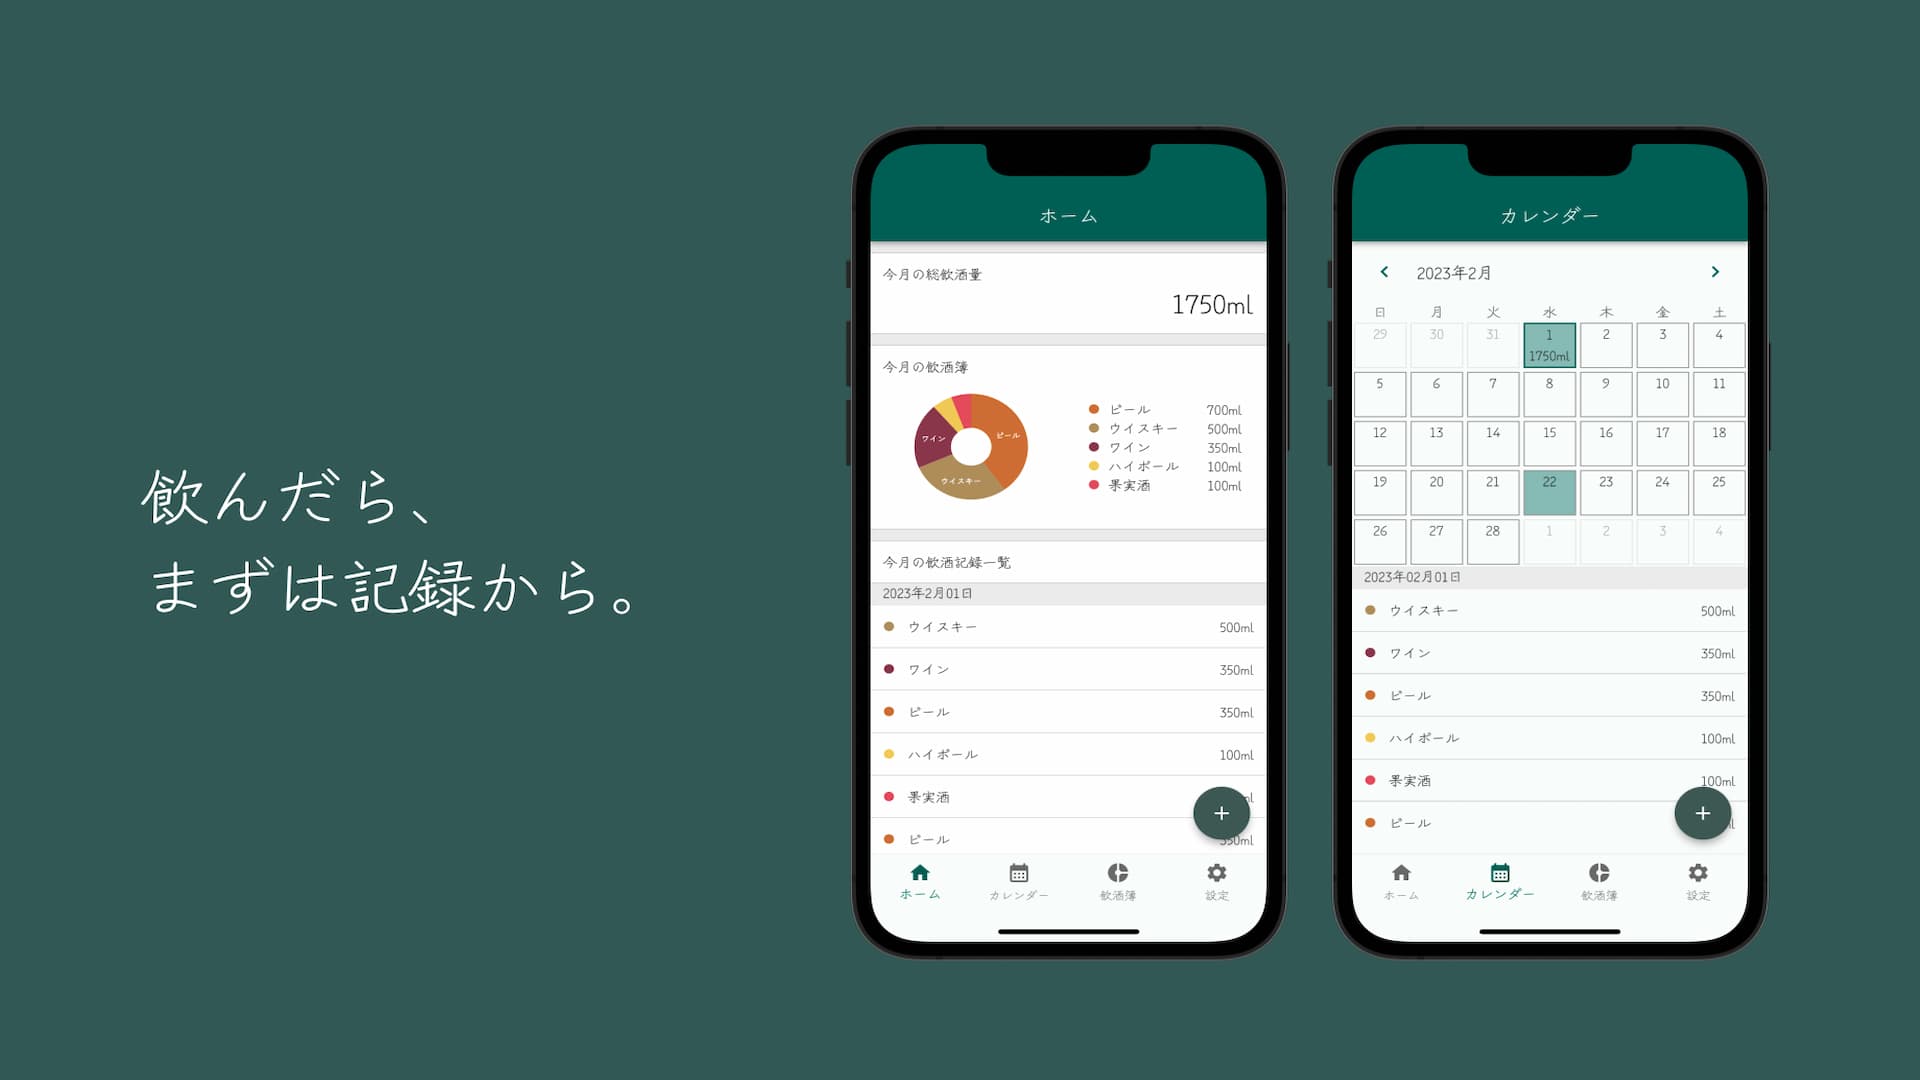 飲んだら、
まずは記録から。
ホーム
今月の総飲酒量
1750ml
今月の飲酒簿
ビール
ワイン
ウイスキー
ビール 700ml
ウイスキー 500ml
ワイン 350ml
ハイボール 100ml
果実酒 100ml
今月の飲酒記録一覧
2023年2月01日
ウイスキー 500ml
ワイン 350ml
ビール 350ml
ハイボール 100ml
果実酒
ビール 350ml
ホーム カレンダー 飲酒簿 設定
カレンダー
2023年2月
日 月 火 水 木 金 土
29 30 31 1 2 3 4
1750ml
5 6 7 8 9 10 11
12 13 14 15 16 17 18
19 20 21 22 23 24 25
26 27 28 1 2 3 4
2023年02月01日
ウイスキー 500ml
ワイン 350ml
ビール 350ml
ハイボール 100ml
果実酒 100ml
ビール
ホーム カレンダー 飲酒簿 設定